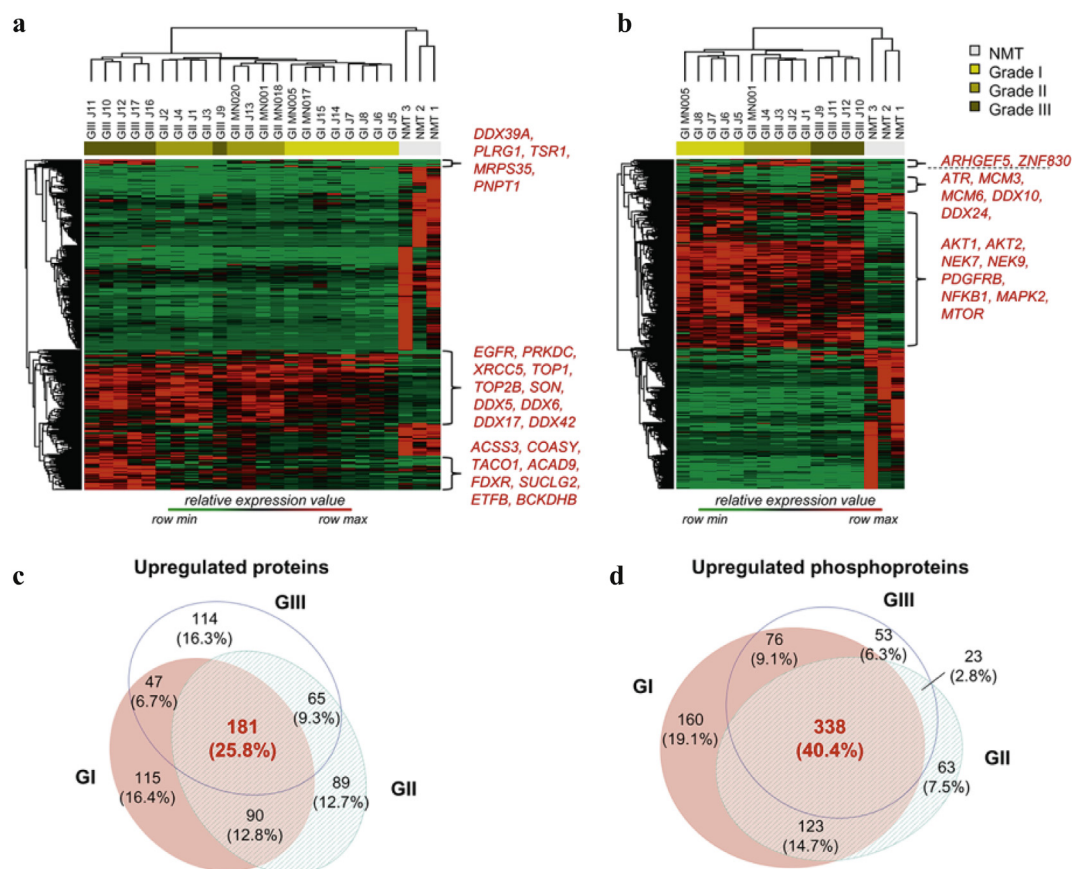 a
GIII J11
GIII J10
GIII J12
GIII J17
GIII J16
GII J2
GII J4
GII J1
GII J3
GIII J9
GII MN020
GII J13
GII MN001
GII MN018
GI MN005
GI MN017
GI J15
GI J14
GI J7
GI J8
GI J6
GI J5
NMT 3
NMT 2
NMT 1
DDX39A,
PLRG1, TSR1,
MRPS35,
PNPT1
EGFR, PRKDC,
XRCC5, TOP1,
TOP2B, SON,
DDX5, DDX6,
DDX17, DDX42
ACSS3, COASY,
TACO1, ACAD9,
FDXR, SUCLG2,
ETFB, BCKDHB
relative expression value
row min row max
b
GI MN005
GI J8
GI J7
GI J6
GI J5
GII MN001
GII J4
GII J3
GII J2
GII J1
GIII J9
GIII J11
GIII J12
GIII J10
NMT 3
NMT 2
NMT 1
NMT
Grade I
Grade II
Grade III
ARHGEF5, ZNF830
ATR, MCM3,
MCM6, DDX10,
DDX24,
AKT1, AKT2,
NEK7, NEK9,
PDGFRB,
NFKB1, MAPK2,
MTOR
relative expression value
row min row max
c
Upregulated proteins
GIII
114
(16.3%)
47
(6.7%)
65
(9.3%)
181
(25.8%)
GI
115
(16.4%)
89
(12.7%)
GII
90
(12.8%)
d
Upregulated phosphoproteins
GIII
76
(9.1%)
53
(6.3%)
23
(2.8%)
GI
160
(19.1%)
338
(40.4%)
GII
63
(7.5%)
123
(14.7%)